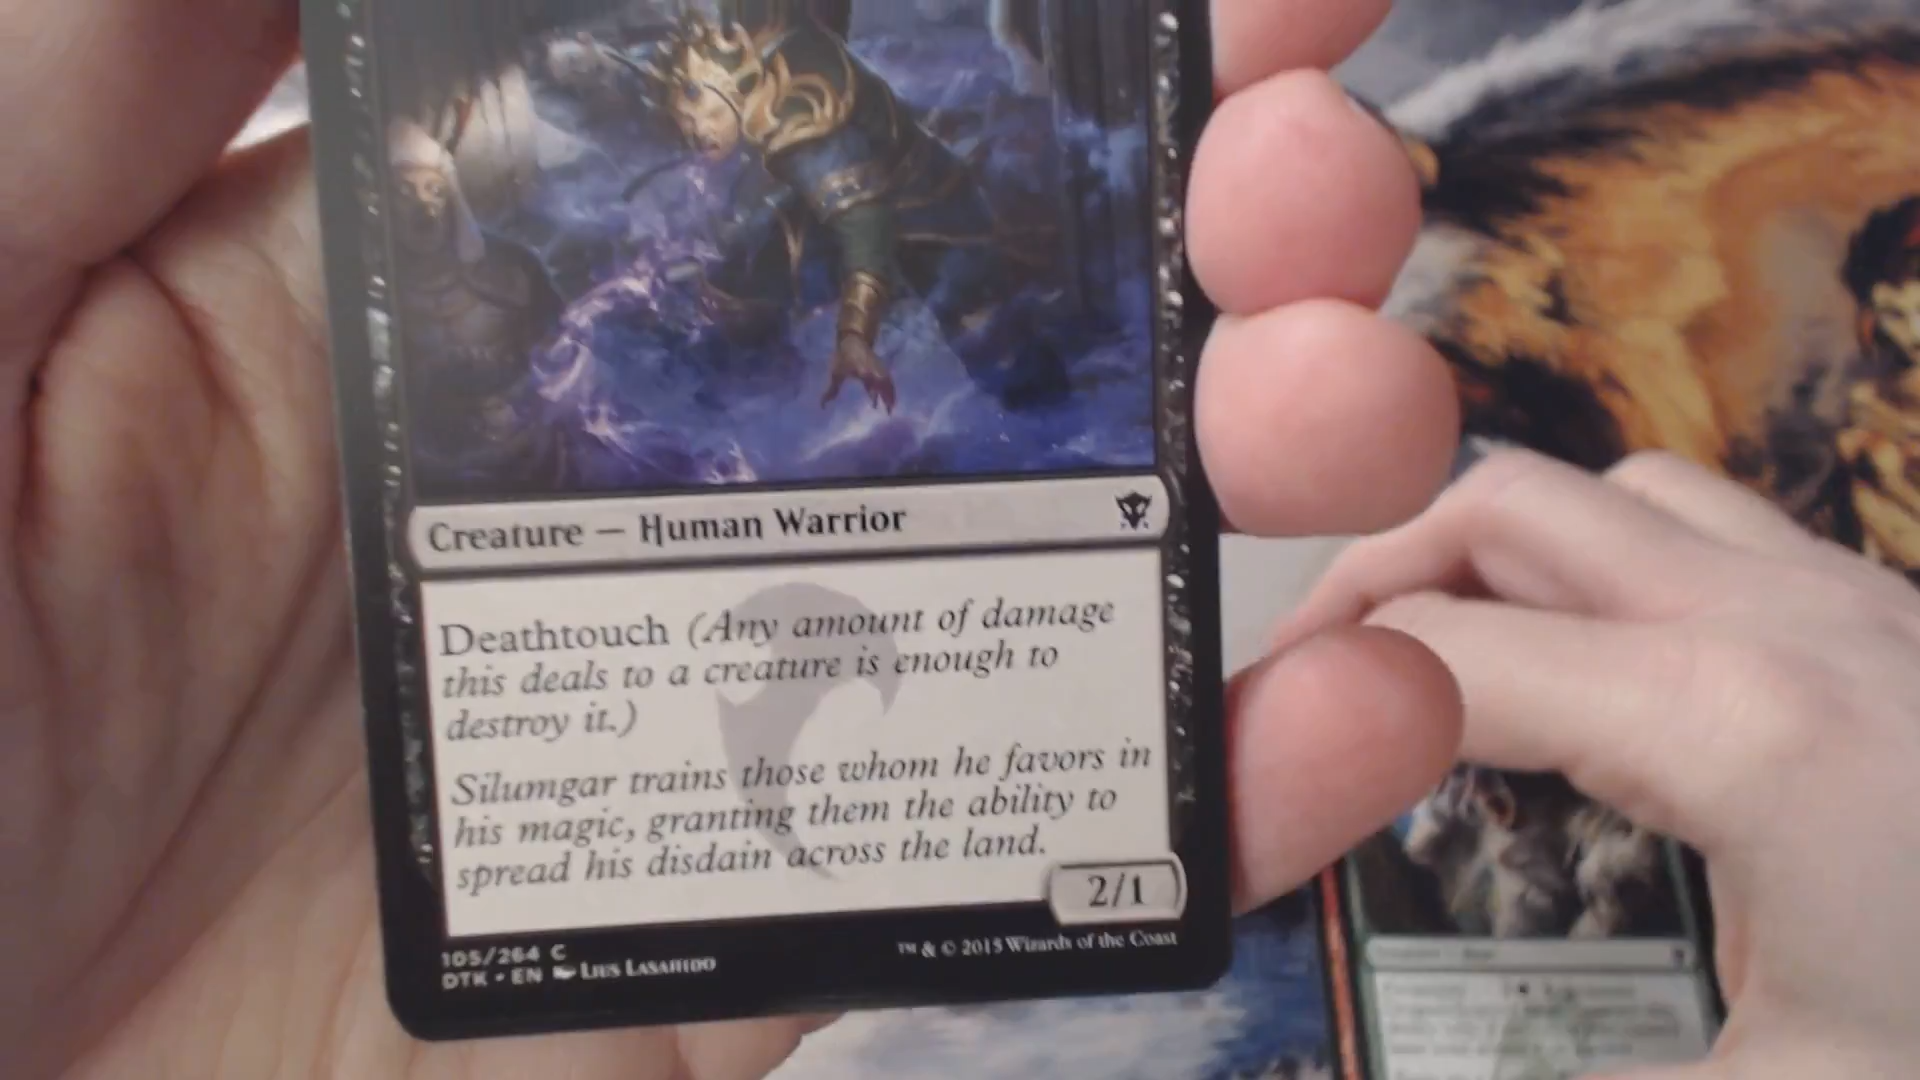 Creature — Human Warrior
Deathtouch (Any amount of damage
this deals to a creature is enough to
destroy it.)
Silumgar trains those whom he favors in
his magic, granting them the ability to
spread his disdain across the land.
2/1
105/264 C
™ & © 2015 Wizards of the Coast
DTK • EN Lius Lasahido